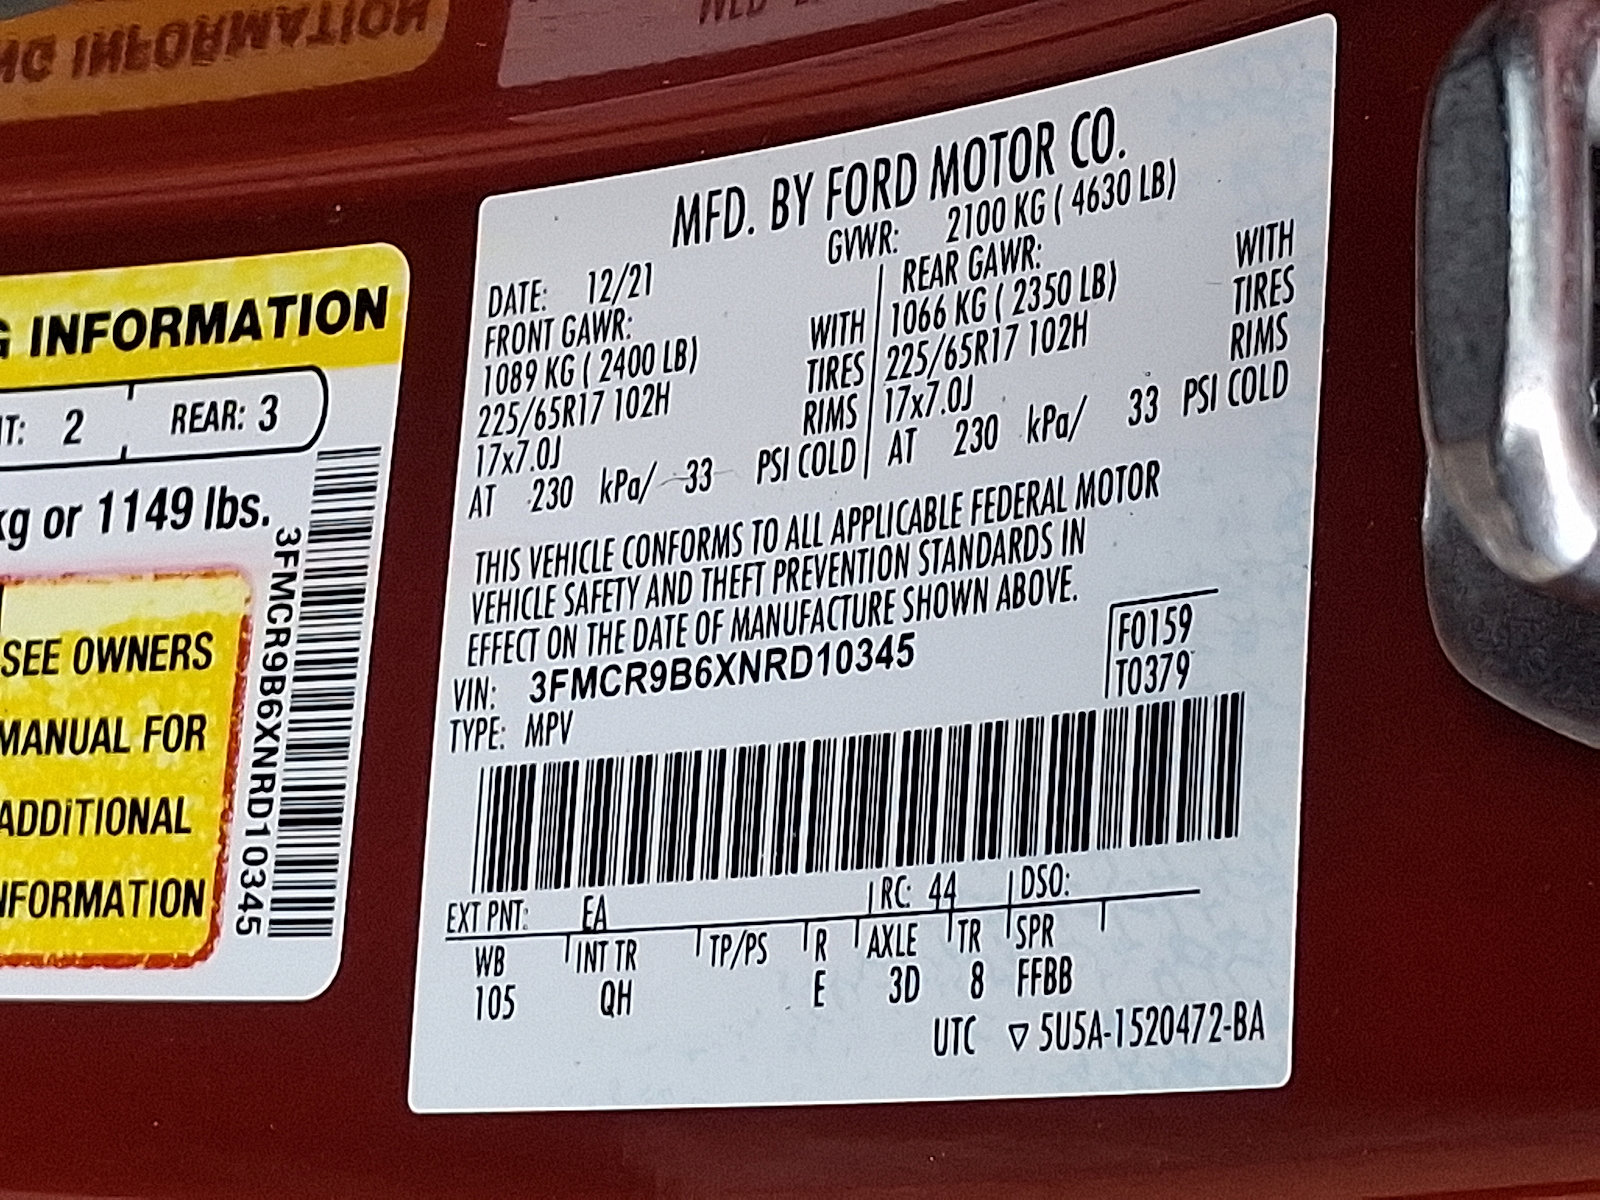 NG INFORMATION
WED
G INFORMATION
T: 2 REAR: 3
kg or 1149 lbs.
SEE OWNERS
MANUAL FOR
ADDITIONAL
INFORMATION
3FMCR9B6XNRD10345
MFD. BY FORD MOTOR CO.
DATE: 12/21 GVWR: 2100 KG ( 4630 LB)
FRONT GAWR: REAR GAWR:
1089 KG ( 2400 LB) WITH 1066 KG ( 2350 LB) WITH
225/65R17 102H TIRES 225/65R17 102H TIRES
17x7.0J RIMS 17x7.0J RIMS
AT 230 kPa/ 33 PSI COLD AT 230 kPa/ 33 PSI COLD
THIS VEHICLE CONFORMS TO ALL APPLICABLE FEDERAL MOTOR
VEHICLE SAFETY AND THEFT PREVENTION STANDARDS IN
EFFECT ON THE DATE OF MANUFACTURE SHOWN ABOVE.
VIN: 3FMCR9B6XNRD10345 F0159
TYPE: MPV T0379
EXT PNT: EA RC: 44 DSO:
WB INT TR TP/PS R AXLE TR SPR
105 QH E 3D 8 FFBB
UTC ▽ 5U5A-1520472-BA